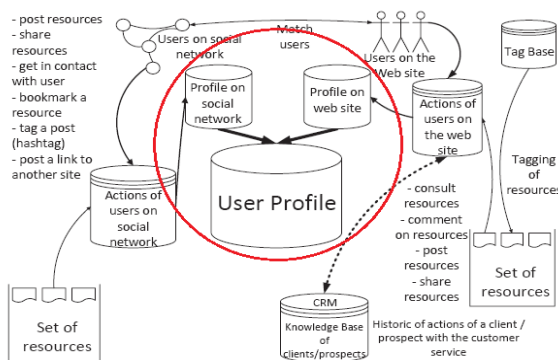 - post resources
- share
resources
- get in contact
with user
- bookmark a
resource
- tag a post
(hashtag)
- post a link to
another site
Users on social
network
Match
users
Users on the
Web site
Tag Base
Profile on
social
network
Profile on
web site
Actions of
users on
the web
site
User Profile
Actions of
users on
social
network
Tagging
of
resources
- consult
resources
- comment
on resources
- post
resources
- share
resources
Set of
resources
Set of
resources
CRM
Knowledge Base
of
clients/prospects
Historic of actions of a client /
prospect with the customer
service